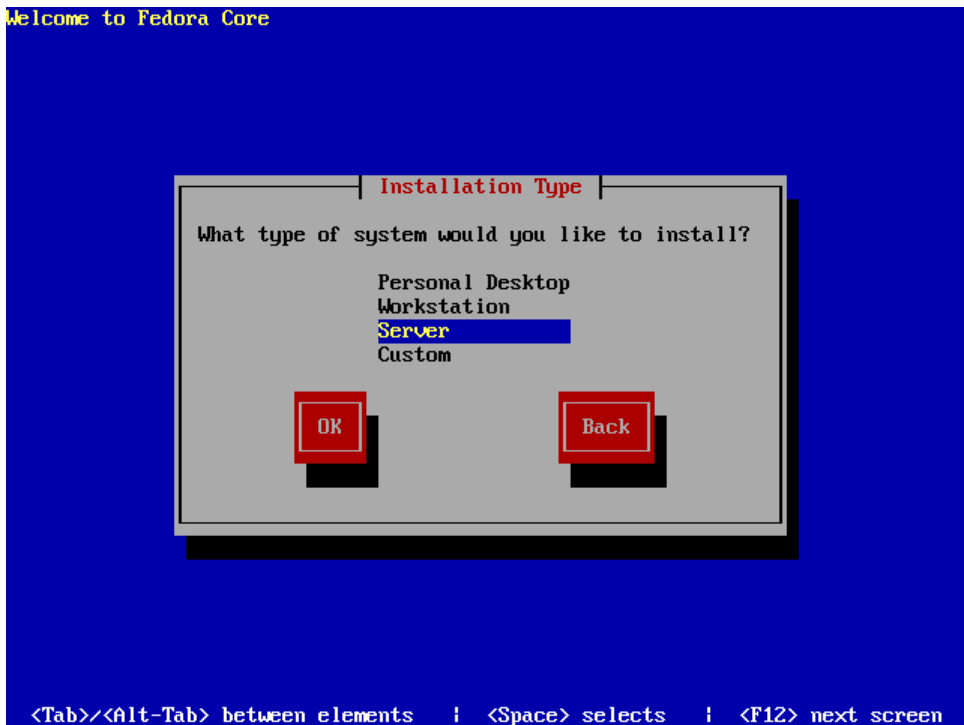 Welcome to Fedora Core
Installation Type
What type of system would you like to install?
Personal Desktop
Workstation
Server
Custom
OK Back
<Tab>/<Alt-Tab> between elements | <Space> selects | <F12> next screen